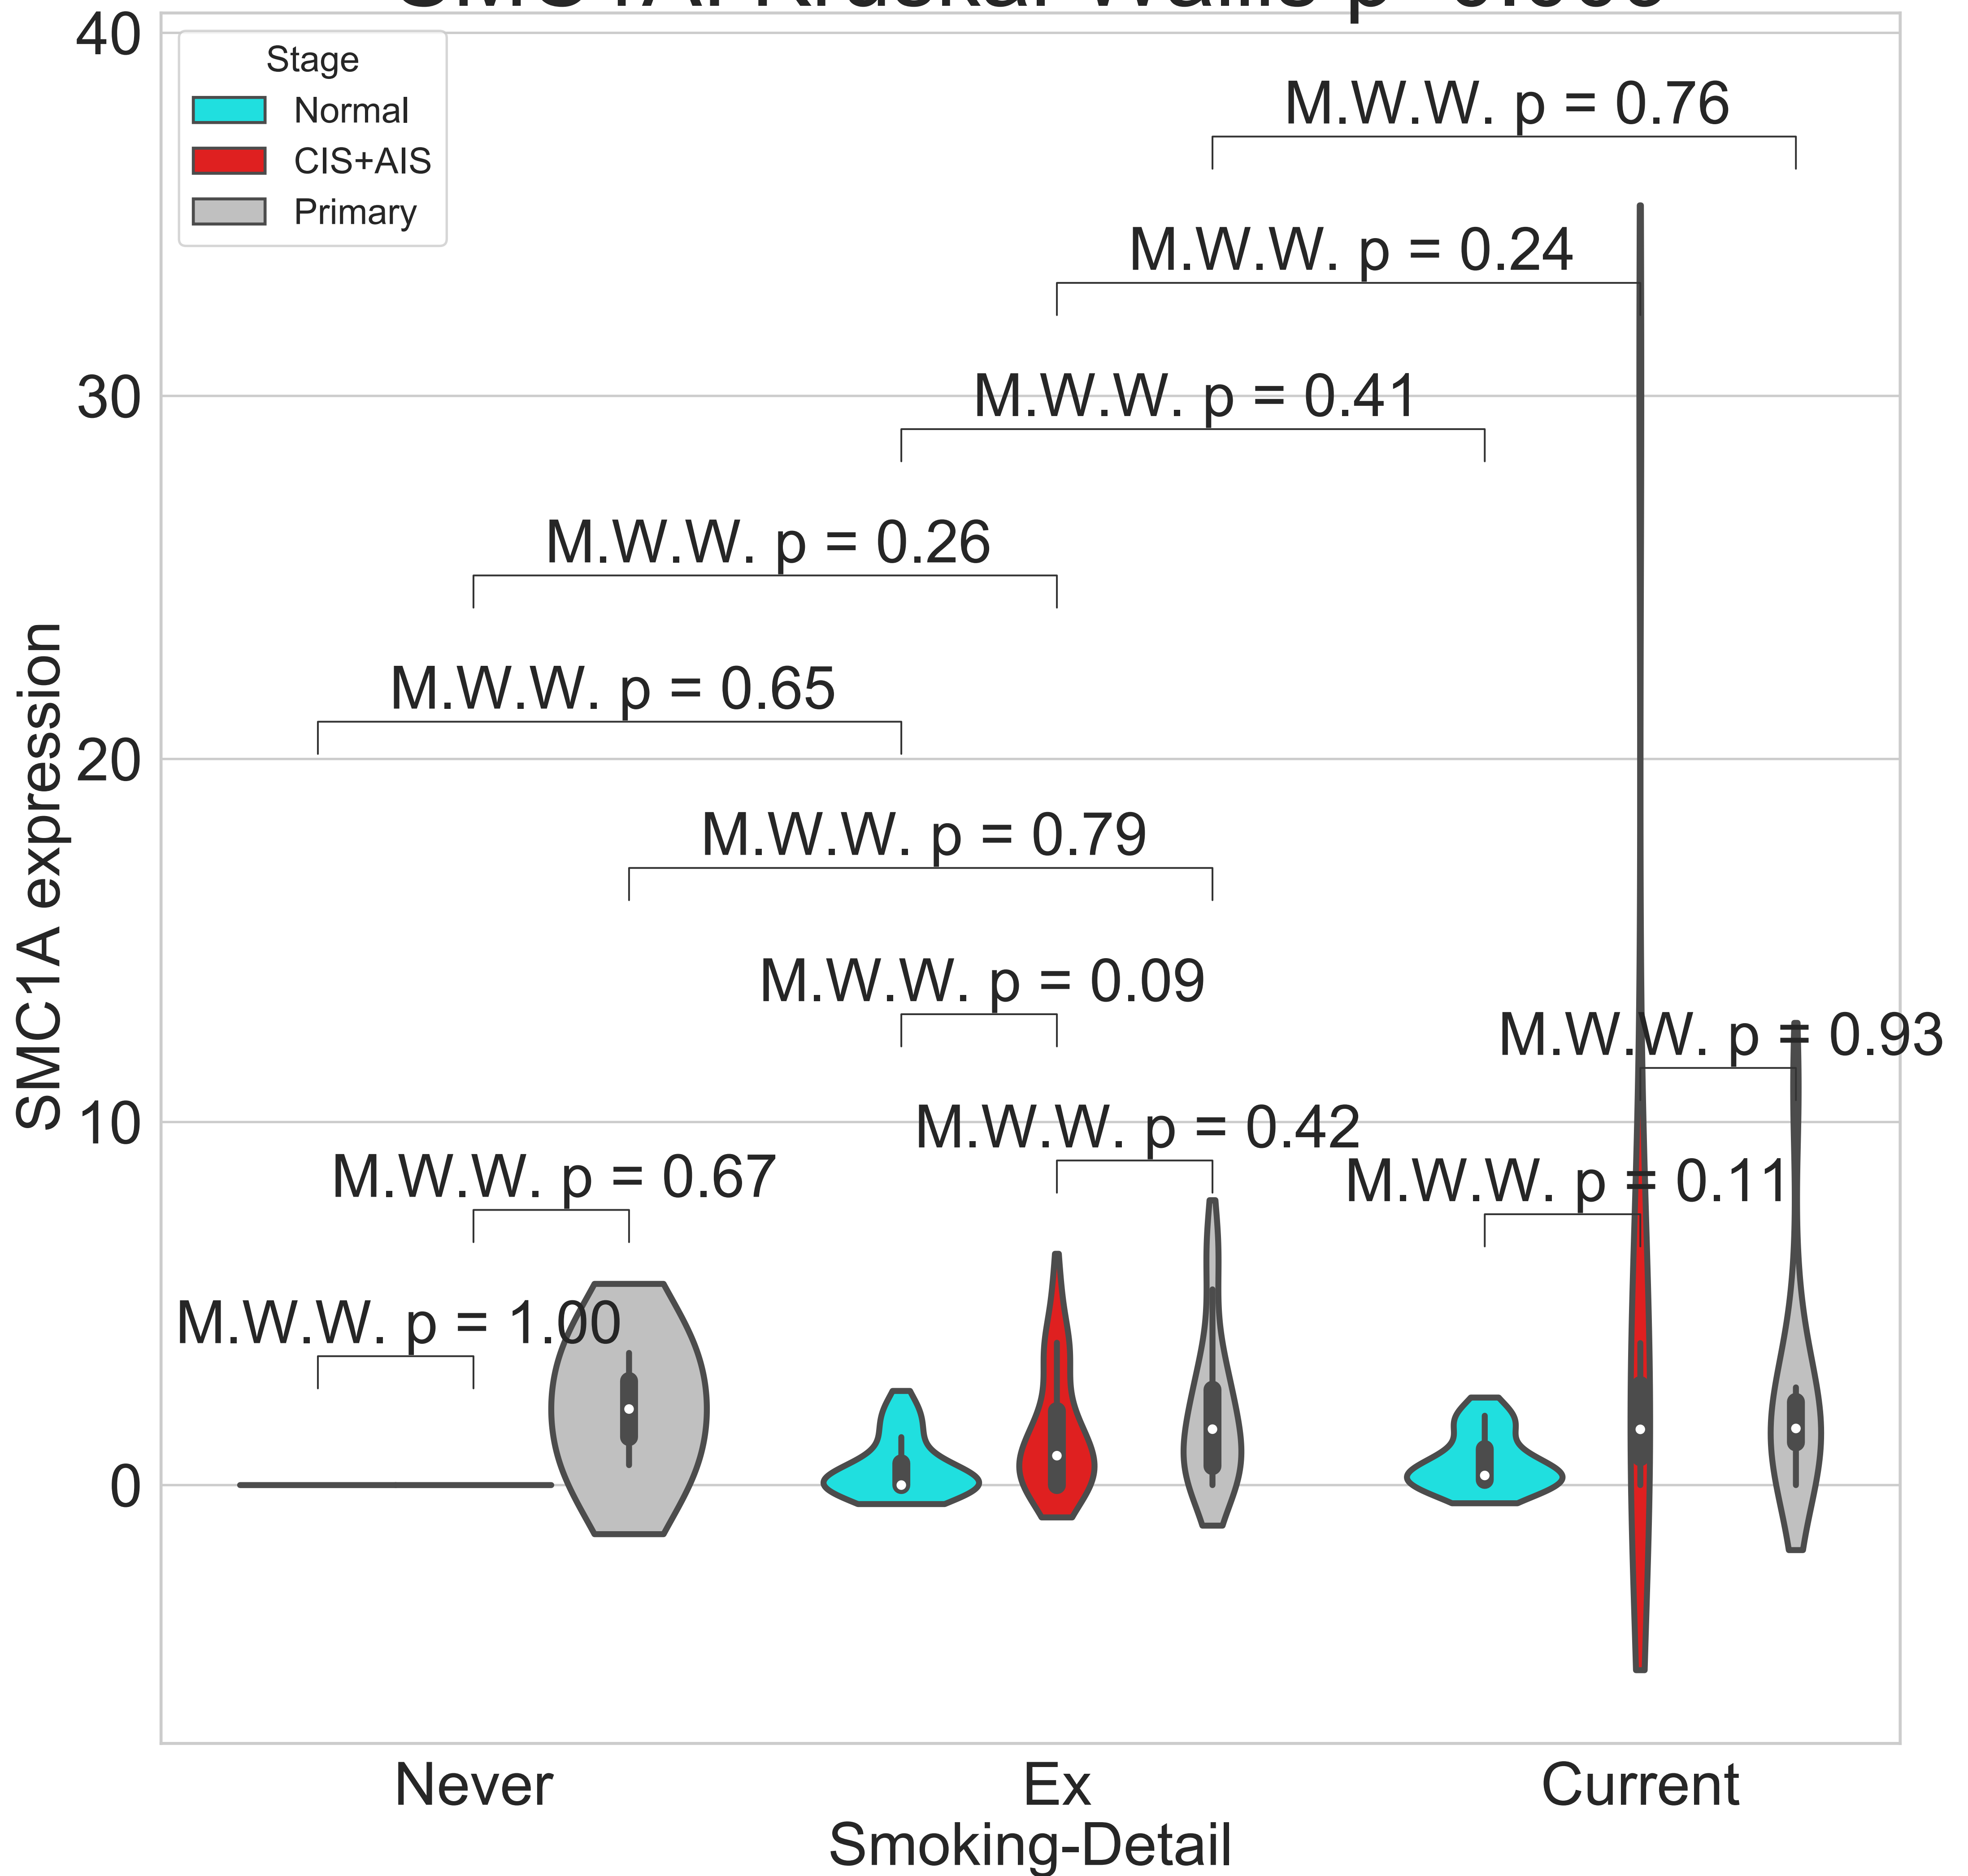 40
Stage
Normal
CIS+AIS
Primary
M.W.W. p = 0.76
M.W.W. p = 0.24
30
M.W.W. p = 0.41
M.W.W. p = 0.26
M.W.W. p = 0.65
20
M.W.W. p = 0.79
M.W.W. p = 0.09
M.W.W. p = 0.93
10
M.W.W. p = 0.42
M.W.W. p = 0.67
M.W.W. p = 0.11
M.W.W. p = 1.00
0
SMC1A expression
Never
Ex
Current
Smoking-Detail